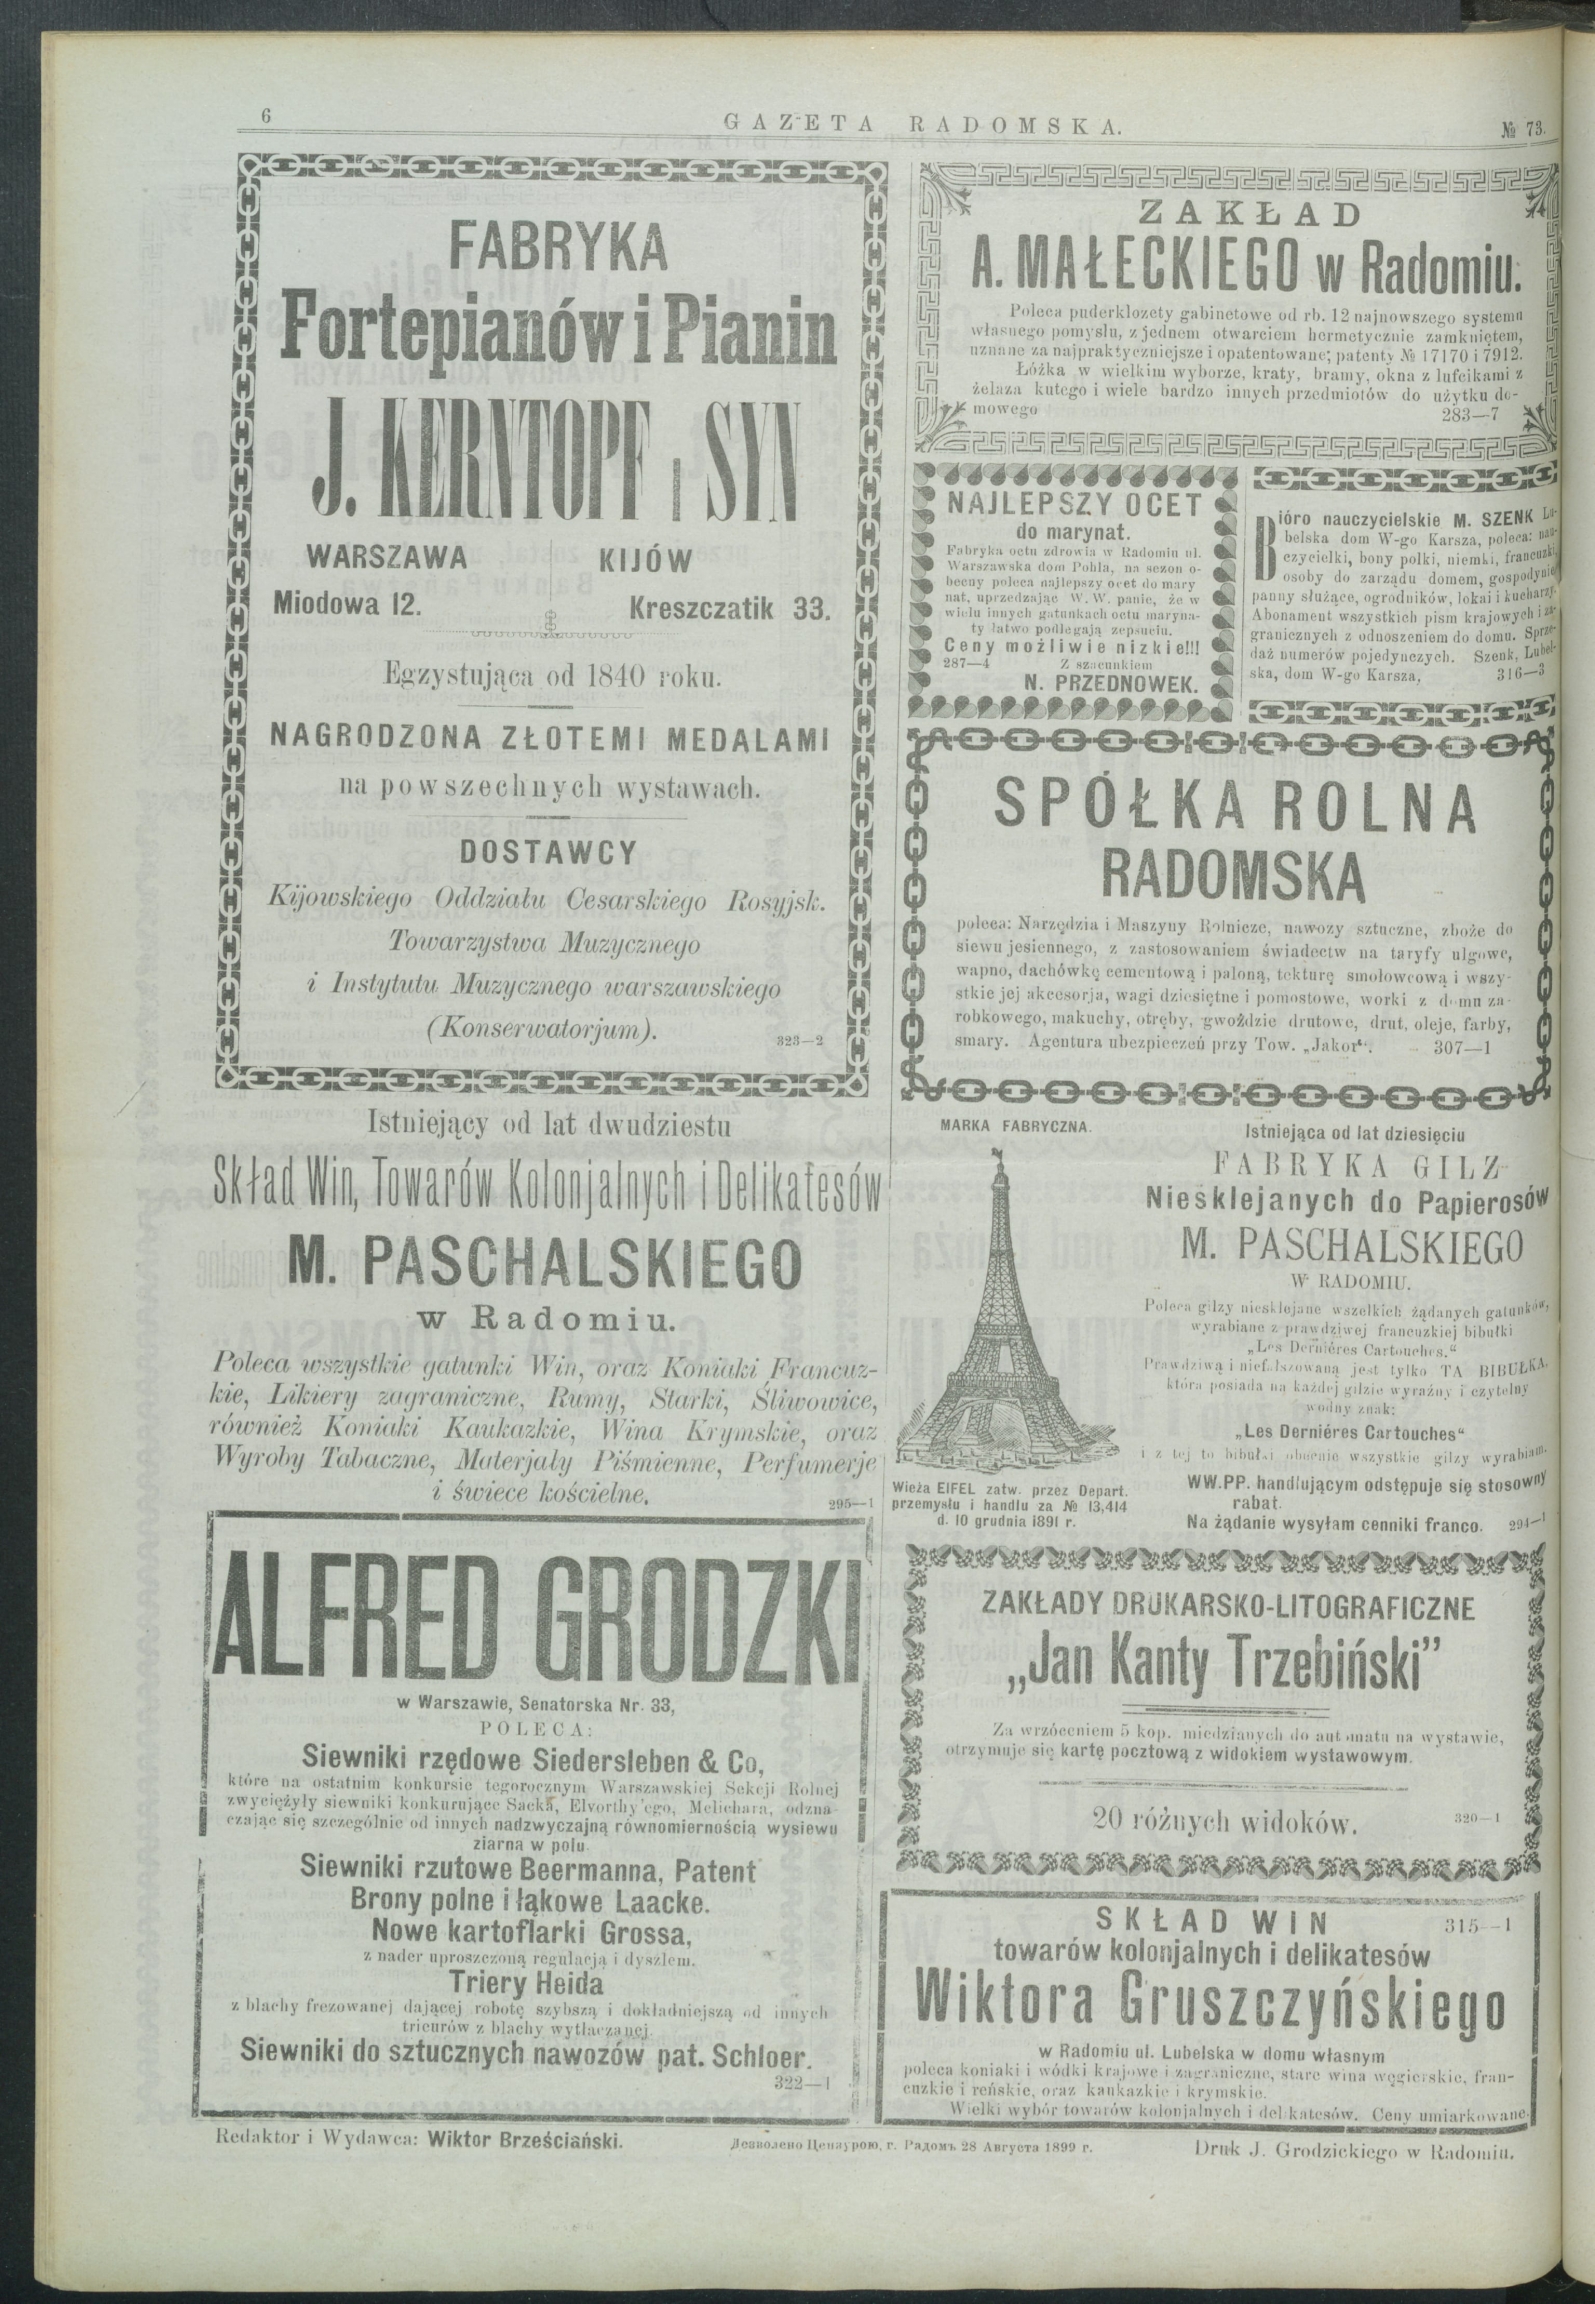 6
GAZETA RADOMSKA.
№ 73.
FABRYKA
Fortepianów i Pianin
J. KERNTOPF i SYN
WARSZAWA
Miodowa 12.
KIJÓW
Kreszczatik 33.
Egzystująca od 1840 roku.
NAGRODZONA ZŁOTEMI MEDALAMI
na powszechnych wystawach.
DOSTAWCY
Kijowskiego Oddziału Cesarskiego Rosyjsk.
Towarzystwa Muzycznego
i Instytutu Muzycznego warszawskiego
(Konserwatorjum).
323—2
Istniejący od lat dwudziestu
Skład Win, Towarów Kolonjalnych i Delikatesów
M. PASCHALSKIEGO
w Radomiu.
Poleca wszystkie gatunki Win, oraz Koniaki Francuz-
kie, Likiery zagraniczne, Rumy, Starki, Śliwowice,
również Koniaki Kaukazkie, Wina Krymskie, oraz
Wyroby Tabaczne, Materjały Piśmienne, Perfumerje
i świece kościelne.
295—1
ALFRED GRODZKI
w Warszawie, Senatorska Nr. 33,
POLECA:
Siewniki rzędowe Siedersleben & Co,
które na ostatnim konkursie tegorocznym Warszawskiej Sekcji Rolnej
zwyciężyły siewniki konkurujące Sacka, Elvorthy'ego, Melichara, odzna-
czając się szczególnie od innych nadzwyczajną równomiernością wysiewu
ziarna w polu.
Siewniki rzutowe Beermanna, Patent
Brony polne i łąkowe Laacke.
Nowe kartoflarki Grossa,
z nader uproszczoną regulacją i dyszlem.
Triery Heida
z blachy frezowanej dającej robotę szybszą i dokładniejszą od innych
trieurów z blachy wytłaczanej.
Siewniki do sztucznych nawozów pat. Schloer.
322—1
ZAKŁAD
A. MAŁECKIEGO w Radomiu.
Poleca puderklozety gabinetowe od rb. 12 najnowszego systemu
własnego pomysłu, z jednem otwarciem hermetycznie zamkniętem,
uznane za najpraktyczniejsze i opatentowane; patenty № 17170 i 7912.
Łóżka w wielkim wyborze, kraty, bramy, okna z lufcikami z
żelaza kutego i wiele bardzo innych przedmiotów do użytku do-
mowego
283—7
NAJLEPSZY OCET
do marynat.
Fabryka octu zdrowia w Radomiu ul.
Warszawska dom Pohla, na sezon o-
becny poleca najlepszy ocet do mary
nat, uprzedzając W. W. panie, że w
wielu innych gatunkach octu maryna-
ty łatwo podlegają zepsuciu.
Ceny możliwie nizkie!!!
287—4
Z szacunkiem
N. PRZEDNOWEK.
Bióro nauczycielskie M. SZENK Lu-
belska dom W-go Karsza, poleca: nau-
czycielki, bony polki, niemki, francuzki,
osoby do zarządu domem, gospodynie
panny służące, ogrodników, lokai i kucharzy.
Abonament wszystkich pism krajowych i za-
granicznych z odnoszeniem do domu. Sprze-
daż numerów pojedynczych. Szenk, Lubel-
ska, dom W-go Karsza,
316—3
SPÓŁKA ROLNA
RADOMSKA
poleca: Narzędzia i Maszyny Rolnicze, nawozy sztuczne, zboże do
siewu jesiennego, z zastosowaniem świadectw na taryfy ulgowe,
wapno, dachówkę cementową i paloną, tekturę smołowcową i wszy-
stkie jej akcesorja, wagi dziesiętne i pomostowe, worki z domu za-
robkowego, makuchy, otręby, gwoździe drutowe, drut, oleje, farby,
smary. Agentura ubezpieczeń przy Tow. „Jakor“.
307—1
MARKA FABRYCZNA.
Wieża EIFEL zatw. przez Depart.
przemysłu i handlu za № 13,414
d. 10 grudnia 1891 r.
Istniejąca od lat dziesięciu
FABRYKA GILZ
Niesklejanych do Papierosów
M. PASCHALSKIEGO
W RADOMIU.
Poleca gilzy niesklejane wszelkich żądanych gatunków,
wyrabiane z prawdziwej francuzkiej bibułki
„Les Derniéres Cartouches.“
Prawdziwą i niefałszowaną jest tylko TA BIBUŁKA,
która posiada na każdej gilzie wyraźny i czytelny
wodny znak:
„Les Derniéres Cartouches“
i z tej to bibułki obecnie wszystkie gilzy wyrabiam.
WW.PP. handlującym odstępuje się stosowny
rabat.
Na żądanie wysyłam cenniki franco.
294—1
ZAKŁADY DRUKARSKO-LITOGRAFICZNE
„Jan Kanty Trzebiński”
Za wrzóceniem 5 kop. miedzianych do automatu na wystawie,
otrzymuje się kartę pocztową z widokiem wystawowym.
20 różnych widoków.
320—1
SKŁAD WIN
315—1
towarów kolonjalnych i delikatesów
Wiktora Gruszczyńskiego
w Radomiu ul. Lubelska w domu własnym
poleca koniaki i wódki krajowe i zagraniczne, stare wina węgierskie, fran-
cuzkie i reńskie, oraz kaukazkie i krymskie.
Wielki wybór towarów kolonjalnych i delikatesów. Ceny umiarkowane.
Redaktor i Wydawca: Wiktor Brześciański.
Дозволено Цензурою, г. Радомъ 28 Августа 1899 г.
Druk J. Grodzickiego w Radomiu.